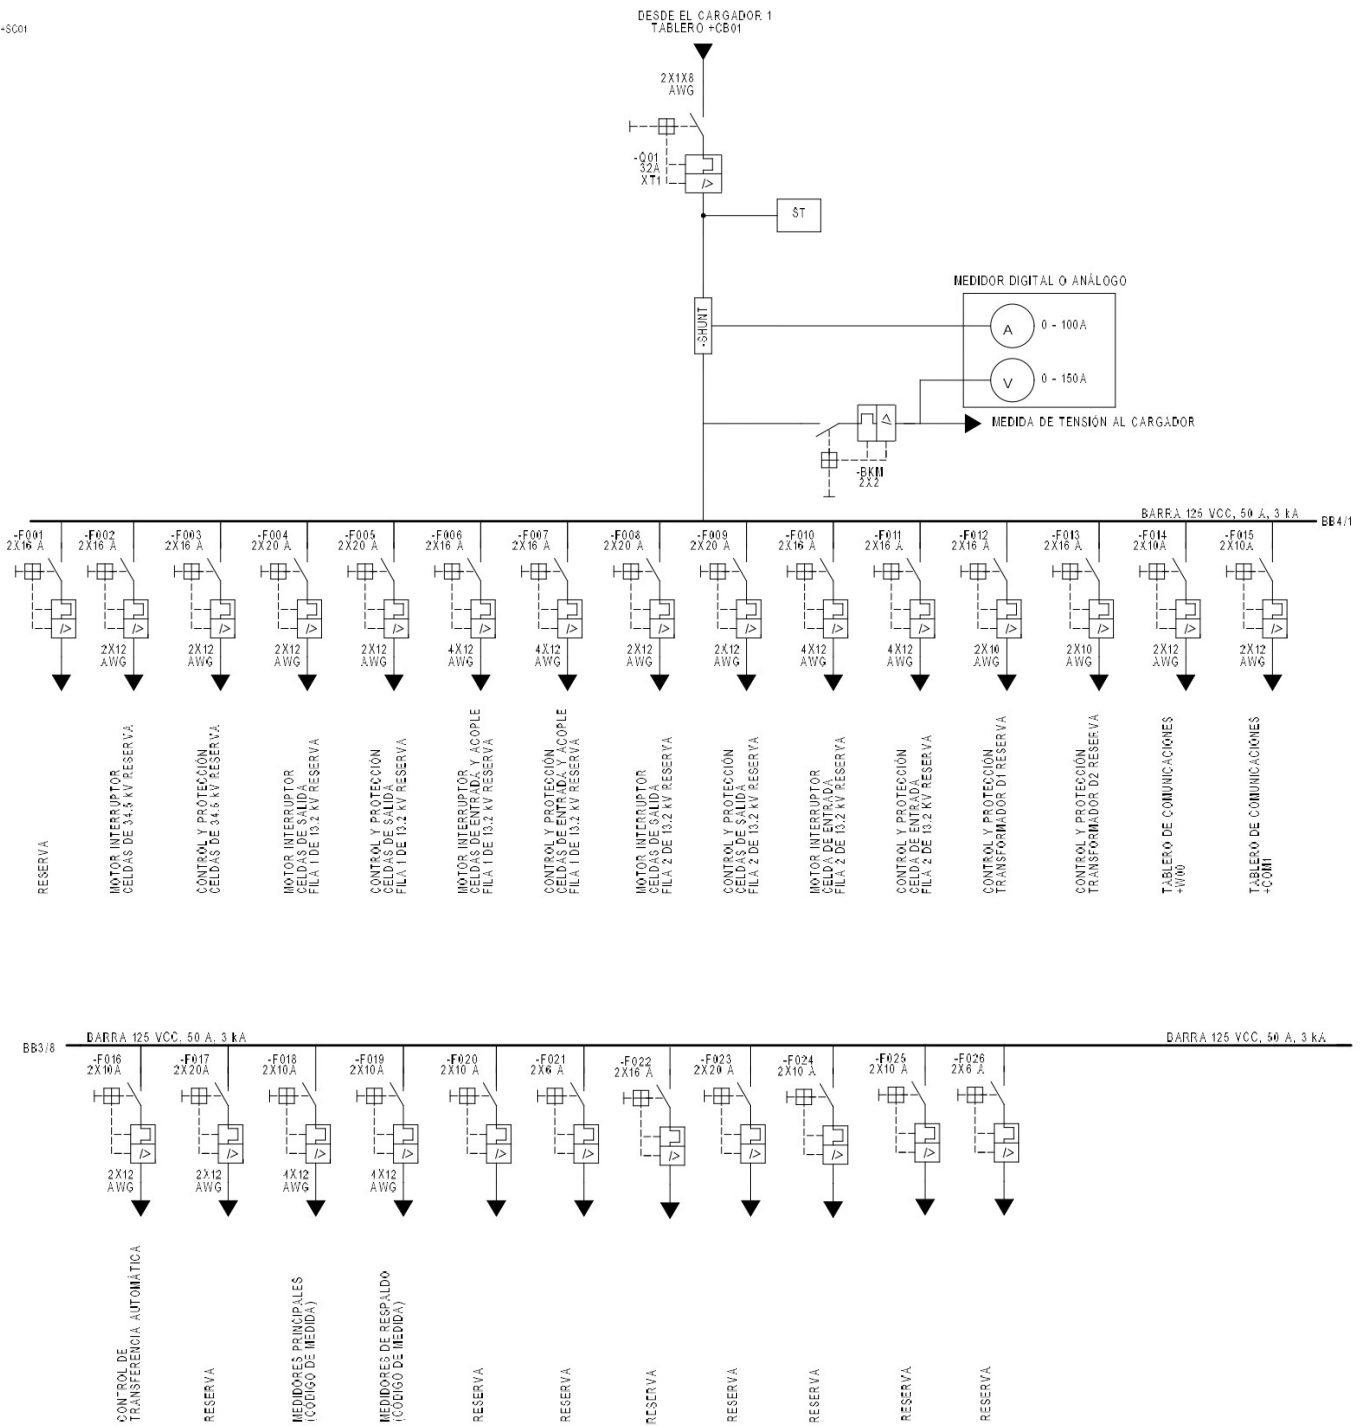 +SC01
DESDE EL CARGADOR 1
TABLERO +CB01
2X1X8
AWG
-Q01
32A
XT1
I>
ST
MEDIDOR DIGITAL O ANÁLOGO
-SHUNT
A
0 - 100A
V
0 - 150A
I>
MEDIDA DE TENSIÓN AL CARGADOR
-BKM
2X2
BARRA 125 VCC, 50 A, 3 kA
BB4/1
-F001
2X16 A
I>
RESERVA
-F002
2X16 A
I>
2X12
AWG
MOTOR INTERRUPTOR
CELDAS DE 34.5 kV RESERVA
-F003
2X16 A
I>
2X12
AWG
CONTROL Y PROTECCIÓN
CELDAS DE 34.5 kV RESERVA
-F004
2X20 A
I>
2X12
AWG
MOTOR INTERRUPTOR
CELDAS DE SALIDA
FILA 1 DE 13.2 kV RESERVA
-F005
2X20 A
I>
2X12
AWG
CONTROL Y PROTECCIÓN
CELDAS DE SALIDA
FILA 1 DE 13.2 kV RESERVA
-F006
2X16 A
I>
4X12
AWG
MOTOR INTERRUPTOR
CELDAS DE ENTRADA Y ACOPLE
FILA 1 DE 13.2 kV RESERVA
-F007
2X16 A
I>
4X12
AWG
CONTROL Y PROTECCIÓN
CELDAS DE ENTRADA Y ACOPLE
FILA 1 DE 13.2 kV RESERVA
-F008
2X20 A
I>
2X12
AWG
MOTOR INTERRUPTOR
CELDAS DE SALIDA
FILA 2 DE 13.2 kV RESERVA
-F009
2X20 A
I>
2X12
AWG
CONTROL Y PROTECCIÓN
CELDAS DE SALIDA
FILA 2 DE 13.2 kV RESERVA
-F010
2X16 A
I>
4X12
AWG
MOTOR INTERRUPTOR
CELDA DE ENTRADA
FILA 2 DE 13.2 kV RESERVA
-F011
2X16 A
I>
4X12
AWG
CONTROL Y PROTECCIÓN
CELDAS DE ENTRADA
FILA 2 DE 13.2 kV RESERVA
-F012
2X16 A
I>
2X10
AWG
CONTROL Y PROTECCIÓN
TRANSFORMADOR D1 RESERVA
-F013
2X16 A
I>
2X10
AWG
CONTROL Y PROTECCIÓN
TRANSFORMADOR D2 RESERVA
-F014
2X10A
I>
2X12
AWG
TABLERO DE COMUNICACIONES
+W00
-F015
2X10A
I>
2X12
AWG
TABLERO DE COMUNICACIONES
+COM1
BB3/8
BARRA 125 VCC, 50 A, 3 kA
BARRA 125 VCC, 50 A, 3 kA
-F016
2X10A
I>
2X12
AWG
CONTROL DE
TRANSFERENCIA AUTOMÁTICA
-F017
2X20A
I>
2X12
AWG
RESERVA
-F018
2X10A
I>
4X12
AWG
MEDIDORES PRINCIPALES
(CÓDIGO DE MEDIDA)
-F019
2X10A
I>
4X12
AWG
MEDIDORES DE RESPALDO
(CÓDIGO DE MEDIDA)
-F020
2X10 A
I>
RESERVA
-F021
2X6 A
I>
RESERVA
-F022
2X16 A
I>
RESERVA
-F023
2X20 A
I>
RESERVA
-F024
2X10 A
I>
RESERVA
-F025
2X10 A
I>
RESERVA
-F026
2X6 A
I>
RESERVA